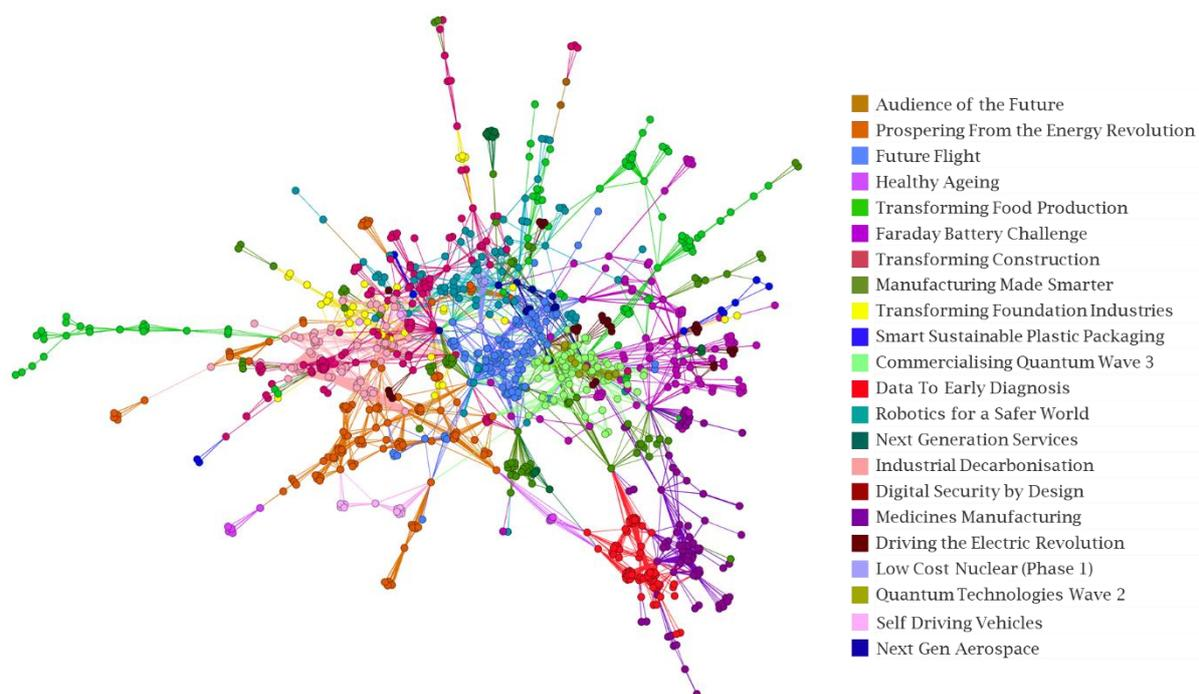 Audience of the Future
Prospering From the Energy Revolution
Future Flight
Healthy Ageing
Transforming Food Production
Faraday Battery Challenge
Transforming Construction
Manufacturing Made Smarter
Transforming Foundation Industries
Smart Sustainable Plastic Packaging
Commercialising Quantum Wave 3
Data To Early Diagnosis
Robotics for a Safer World
Next Generation Services
Industrial Decarbonisation
Digital Security by Design
Medicines Manufacturing
Driving the Electric Revolution
Low Cost Nuclear (Phase 1)
Quantum Technologies Wave 2
Self Driving Vehicles
Next Gen Aerospace